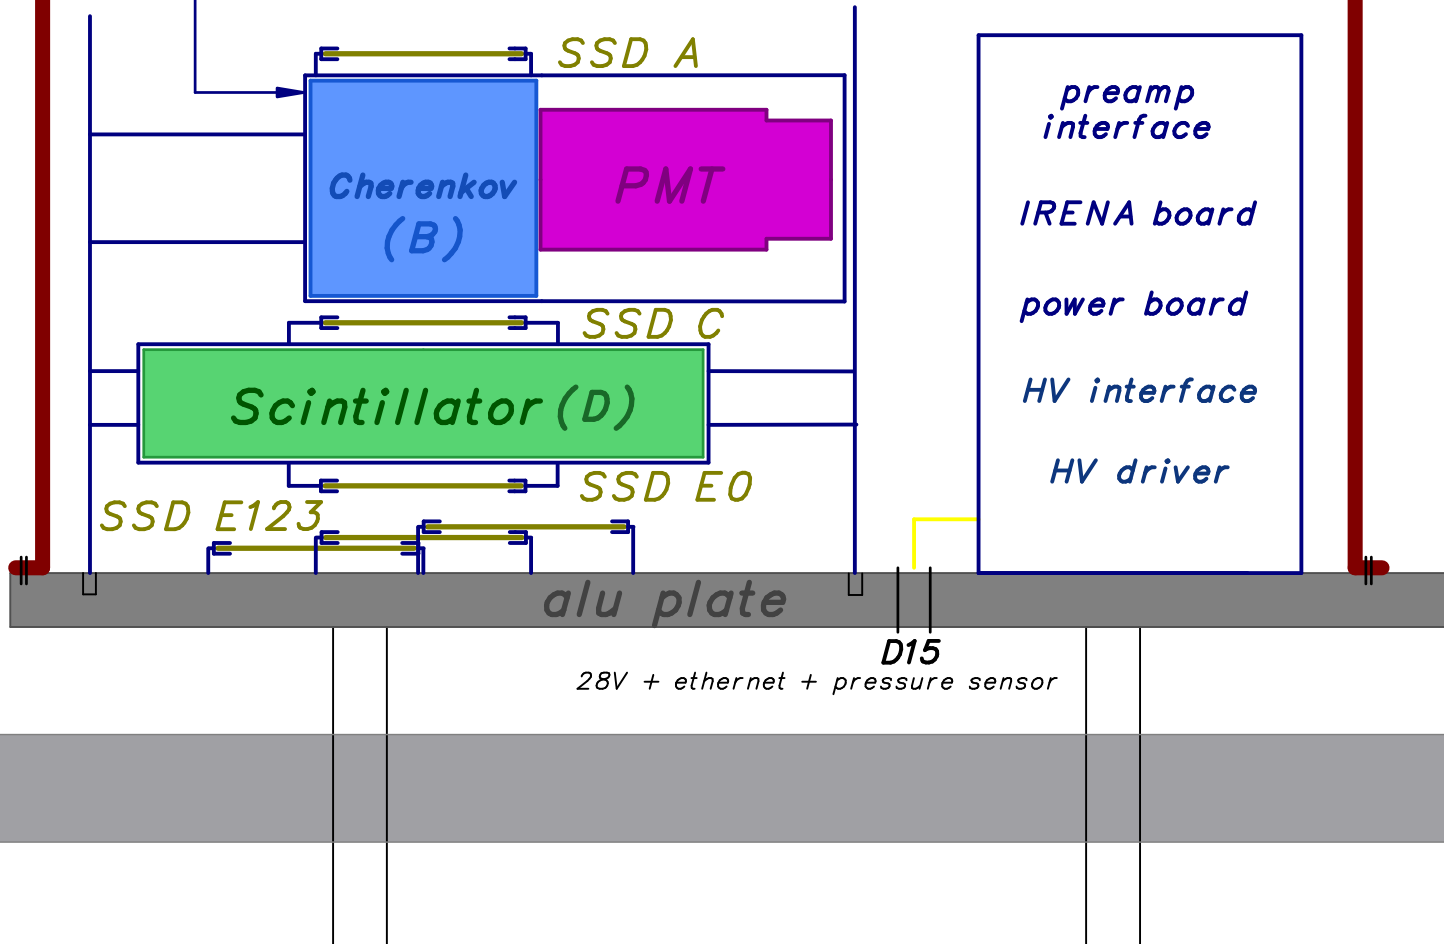 SSD A
Cherenkov
(B)
PMT
SSD C
Scintillator (D)
SSD E0
SSD E123
preamp
interface
IRENA board
power board
HV interface
HV driver
alu plate
D15
28V + ethernet + pressure sensor